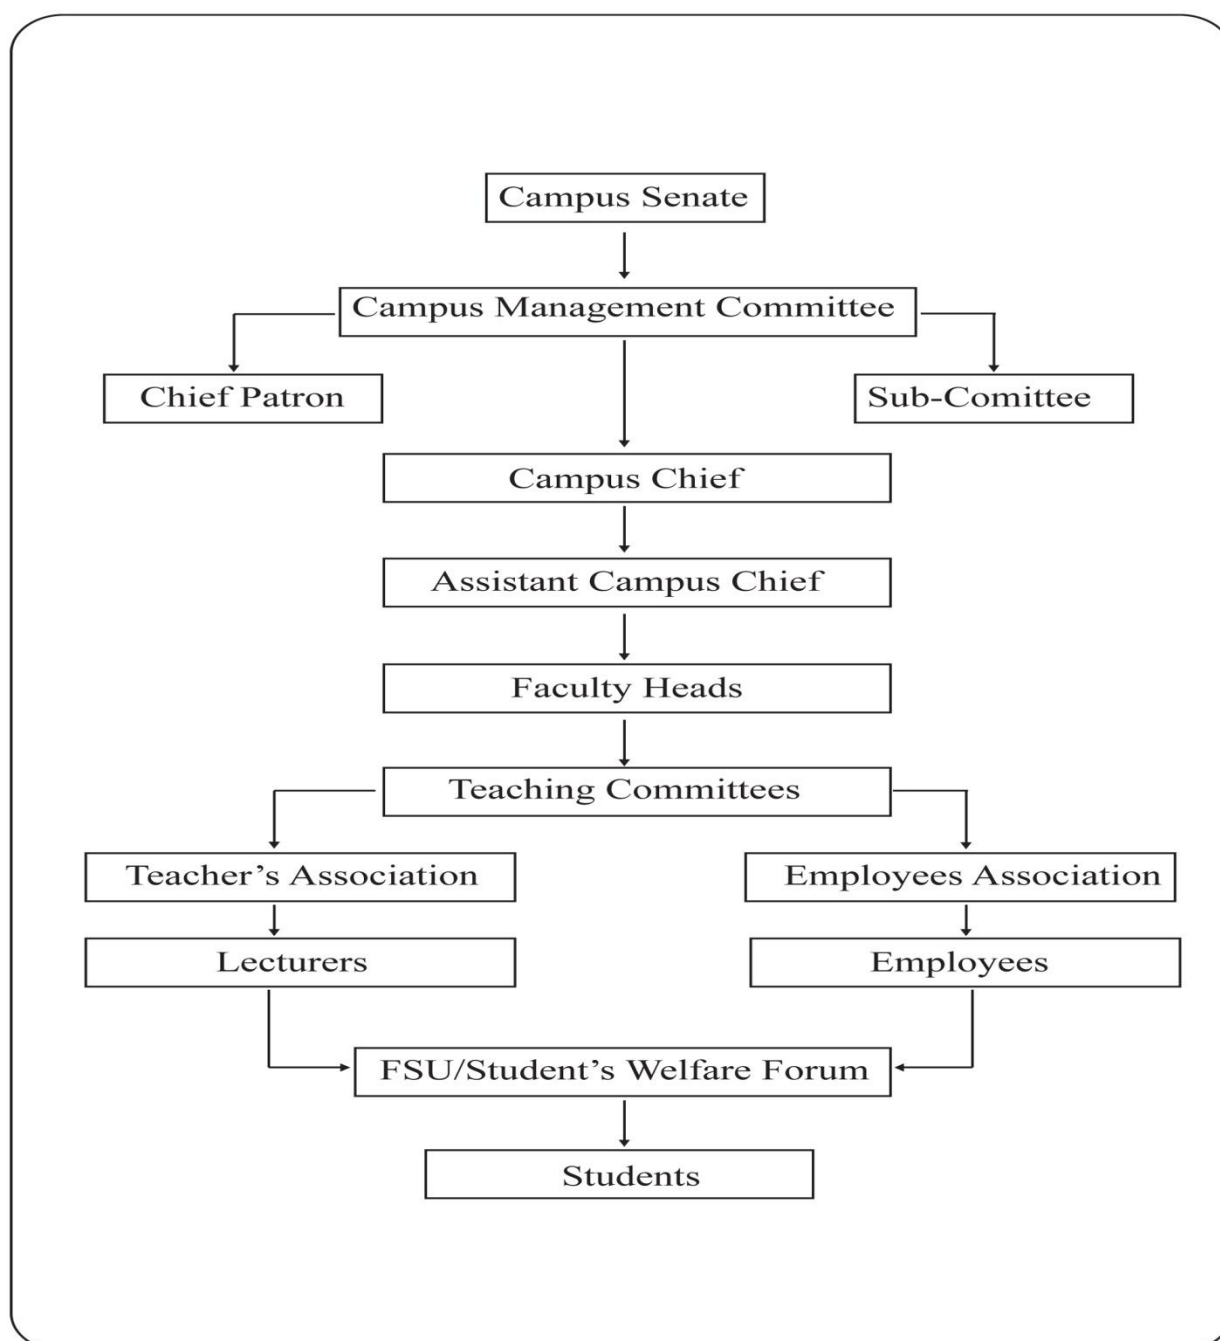 Campus Senate
Campus Management Committee
Chief Patron
Sub-Comittee
Campus Chief
Assistant Campus Chief
Faculty Heads
Teaching Committees
Teacher’s Association
Employees Association
Lecturers
Employees
FSU/Student’s Welfare Forum
Students